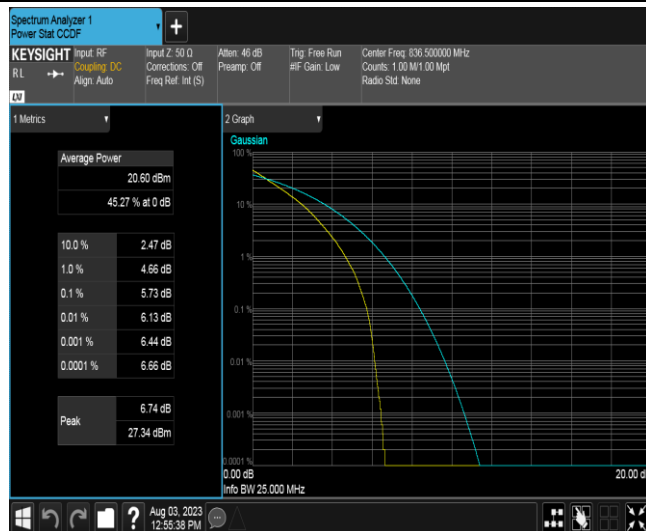 Spectrum Analyzer 1
Power Stat CCDF
+
KEYSIGHT
RL
LXI
Input: RF
Coupling: DC
Align: Auto
Input Z: 50 Ω
Corrections: Off
Freq Ref: Int (S)
Atten: 46 dB
Preamp: Off
Trig: Free Run
#IF Gain: Low
Center Freq: 836.500000 MHz
Counts: 1.00 M/1.00 Mpt
Radio Std: None
1 Metrics
Average Power
20.60 dBm
45.27 % at 0 dB
10.0 % 2.47 dB
1.0 % 4.66 dB
0.1 % 5.73 dB
0.01 % 6.13 dB
0.001 % 6.44 dB
0.0001 % 6.66 dB
Peak
6.74 dB
27.34 dBm
2 Graph
Gaussian
100 %
10 %
1 %
0.1 %
0.01 %
0.001 %
0.0001 %
0.00 dB
20.00 d
Info BW 25.000 MHz
?
Aug 03, 2023
12:55:38 PM